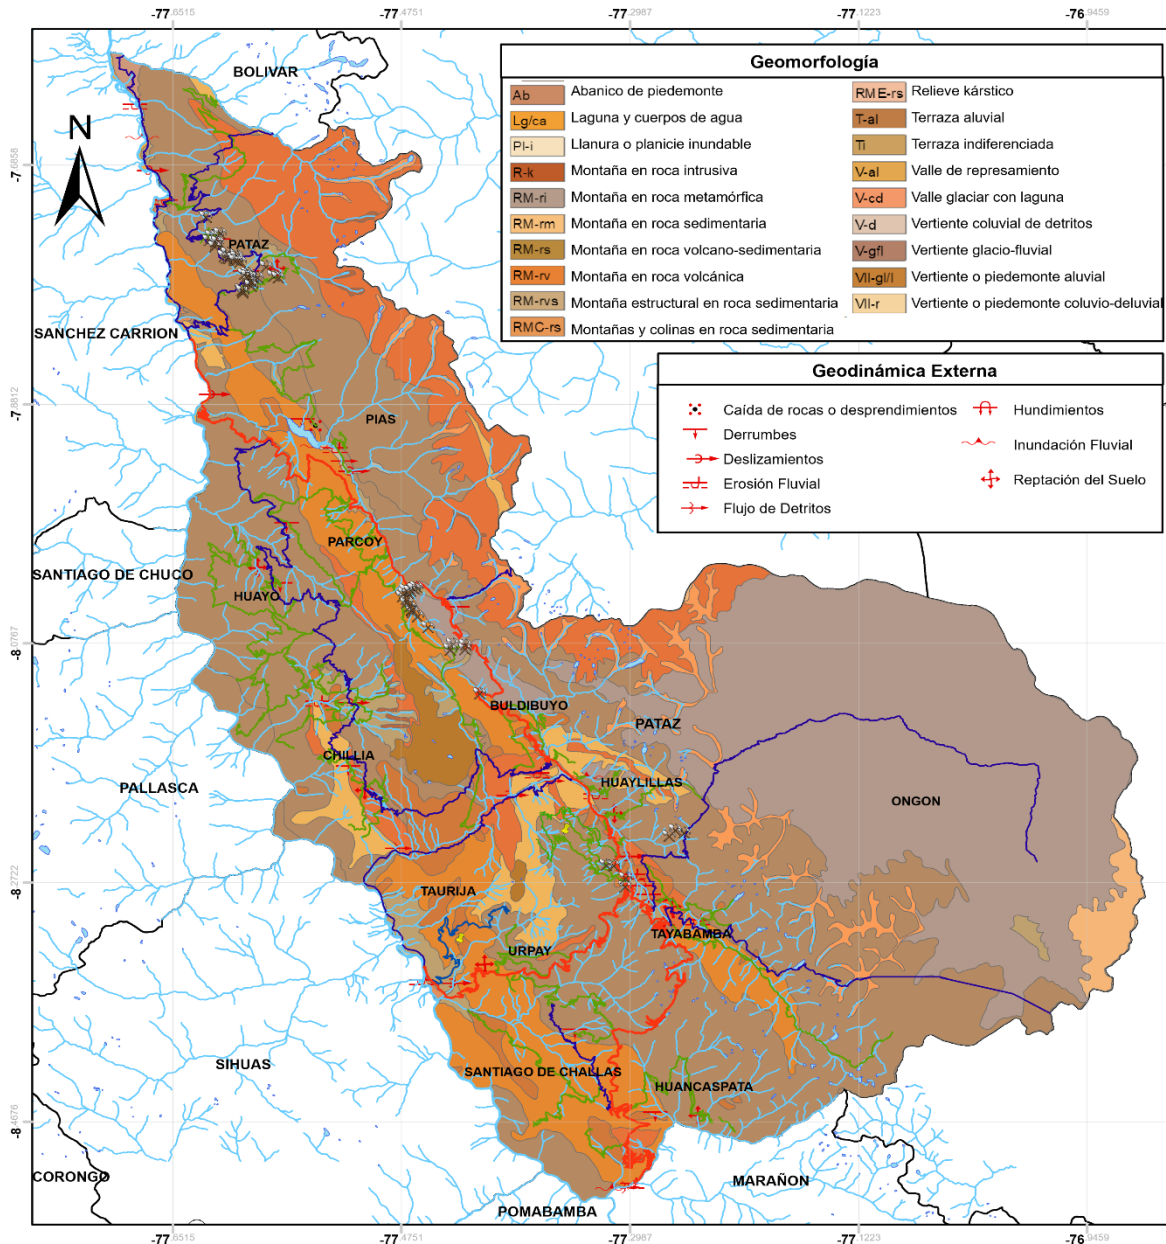 -77.6515 -77.4751 -77.2987 -77.1223 -76.9459
BOLIVAR
N
Geomorfología
Ab Abanico de piedemonte
Lg/ca Laguna y cuerpos de agua
Pl-i Llanura o planicie inundable
R-k Montaña en roca intrusiva
RM-ri Montaña en roca metamórfica
RM-rm Montaña en roca sedimentaria
RM-rs Montaña en roca volcano-sedimentaria
RM-rv Montaña en roca volcánica
RM-rvs Montaña estructural en roca sedimentaria
RMC-rs Montañas y colinas en roca sedimentaria
RME-rs Relieve kárstico
T-al Terraza aluvial
Ti Terraza indiferenciada
V-al Valle de represamiento
V-cd Valle glaciar con laguna
V-d Vertiente coluvial de detritos
V-gfl Vertiente glacio-fluvial
VII-gl/l Vertiente o piedemonte aluvial
VII-r Vertiente o piedemonte coluvio-deluvial
-7.6858
PATAZ
SANCHEZ CARRION
Geodinámica Externa
Caída de rocas o desprendimientos
Derrumbes
Deslizamientos
Erosión Fluvial
Flujo de Detritos
Hundimientos
Inundación Fluvial
Reptación del Suelo
-7.8812
PIAS
PARCOY
SANTIAGO DE CHUCO
HUAYO
-8.0767
BULDIBUYO
PATAZ
CHILLIA
HUAYLILLAS
PALLASCA
ONGON
-8.2722
TAURIJA
TAYABAMBA
URPAY
SIHUAS
SANTIAGO DE CHALLAS
HUANCASPATA
-8.4676
CORONGO
MARAÑON
POMABAMBA
-77.6515 -77.4751 -77.2987 -77.1223 -76.9459